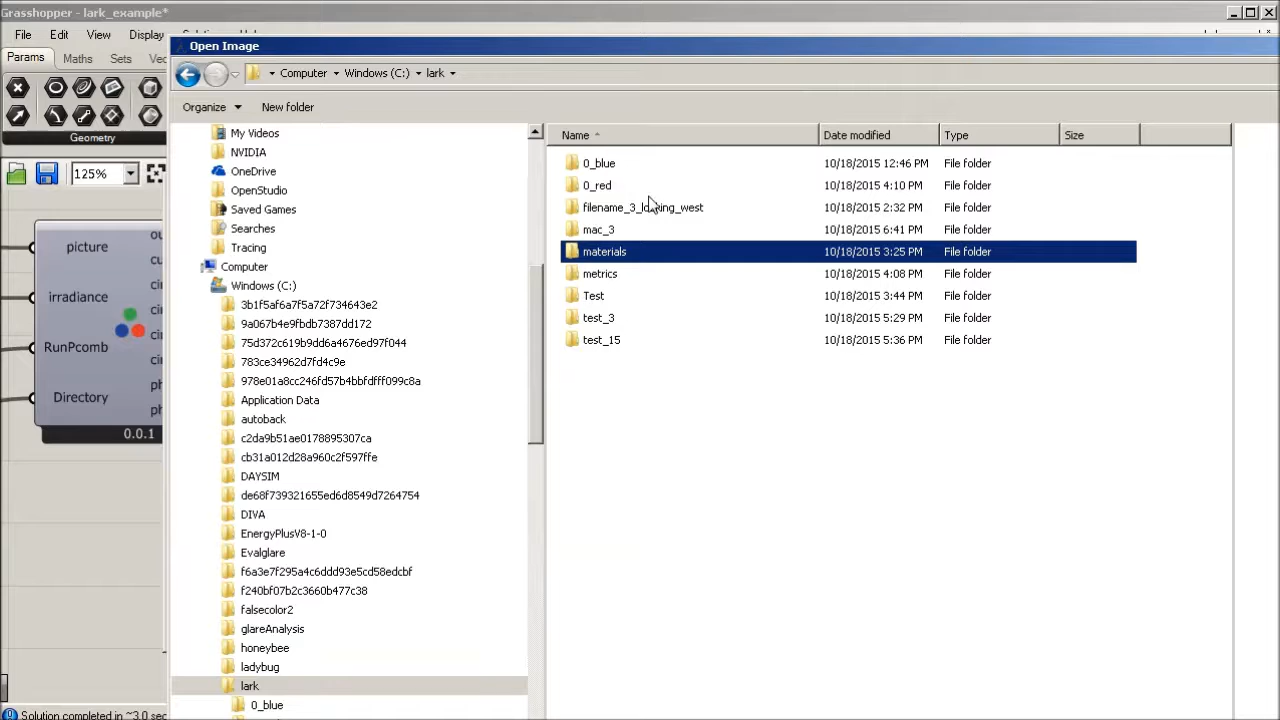 Grasshopper - lark_example*
File Edit View Display
Open Image
Params Maths Sets
Computer Windows (C:) lark
Organize New folder
Geometry
125%
picture
irradiance
RunPcomb
Directory
0.0.1
My Videos
NVIDIA
OneDrive
OpenStudio
Saved Games
Searches
Tracing
Computer
Windows (C:)
3b1f5af6a7f5a72f734643e2
9a067b4e9fbdb7387dd172
75d372c619b9dd6a4676ed97f044
783ce34962d7fd4c9e
978e01a8cc246fd57b4bbfdfff099c8a
Application Data
autoback
c2da9b51ae0178895307ca
cb31a012d28a960c2f597ffe
DAYSIM
de68f739321655ed6d8549d7264754
DIVA
EnergyPlusV8-1-0
Evalglare
f6a3e7f295a4c6ddd93e5cd58edcbf
f240bf07b2c3660b477c38
falsecolor2
glareAnalysis
honeybee
ladybug
lark
0_blue
Name Date modified Type Size
0_blue 10/18/2015 12:46 PM File folder
0_red 10/18/2015 4:10 PM File folder
filename_3_looking_west 10/18/2015 2:32 PM File folder
mac_3 10/18/2015 6:41 PM File folder
materials 10/18/2015 3:25 PM File folder
metrics 10/18/2015 4:08 PM File folder
Test 10/18/2015 3:44 PM File folder
test_3 10/18/2015 5:29 PM File folder
test_15 10/18/2015 5:36 PM File folder
Solution completed in ~3.0 sec